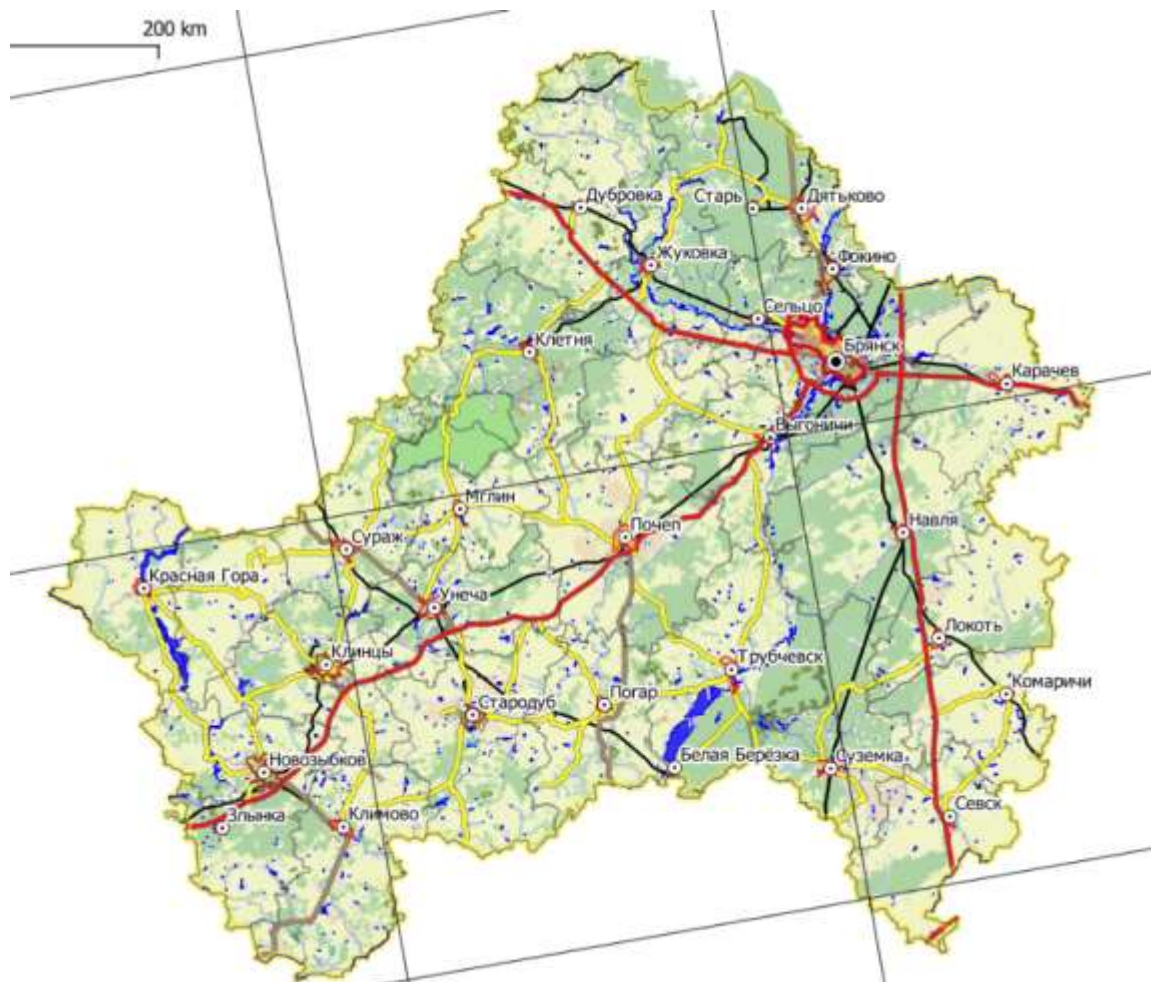 200 km
Дубровка
Старь
Дятьково
Жуковка
Фокино
Сельцо
Клетня
Брянск
Карачев
Выгоничи
Мглин
Почеп
Навля
Сураж
Красная Гора
Унеча
Локоть
Клинцы
Трубчевск
Комаричи
Погар
Стародуб
Белая Берёзка
Суземка
Новозыбков
Севск
Злынка
Климово